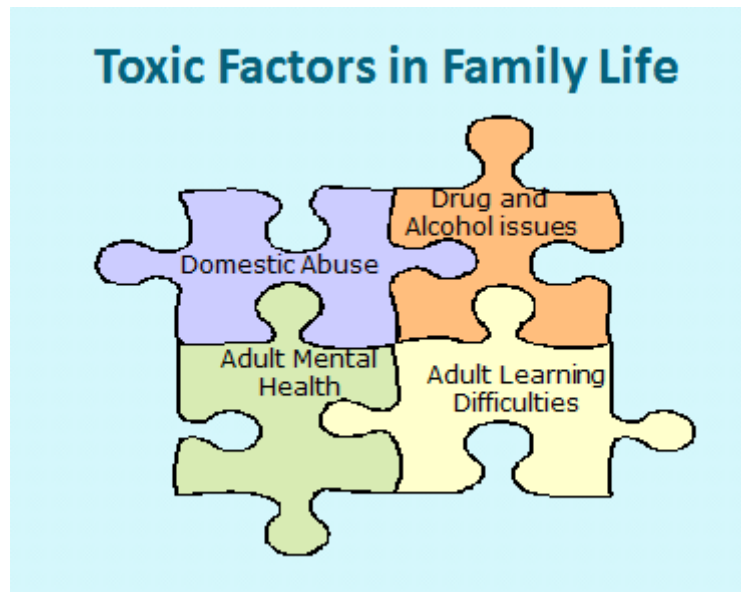 Toxic Factors in Family Life
Drug and
Alcohol issues
Domestic Abuse
Adult Mental
Health
Adult Learning
Difficulties